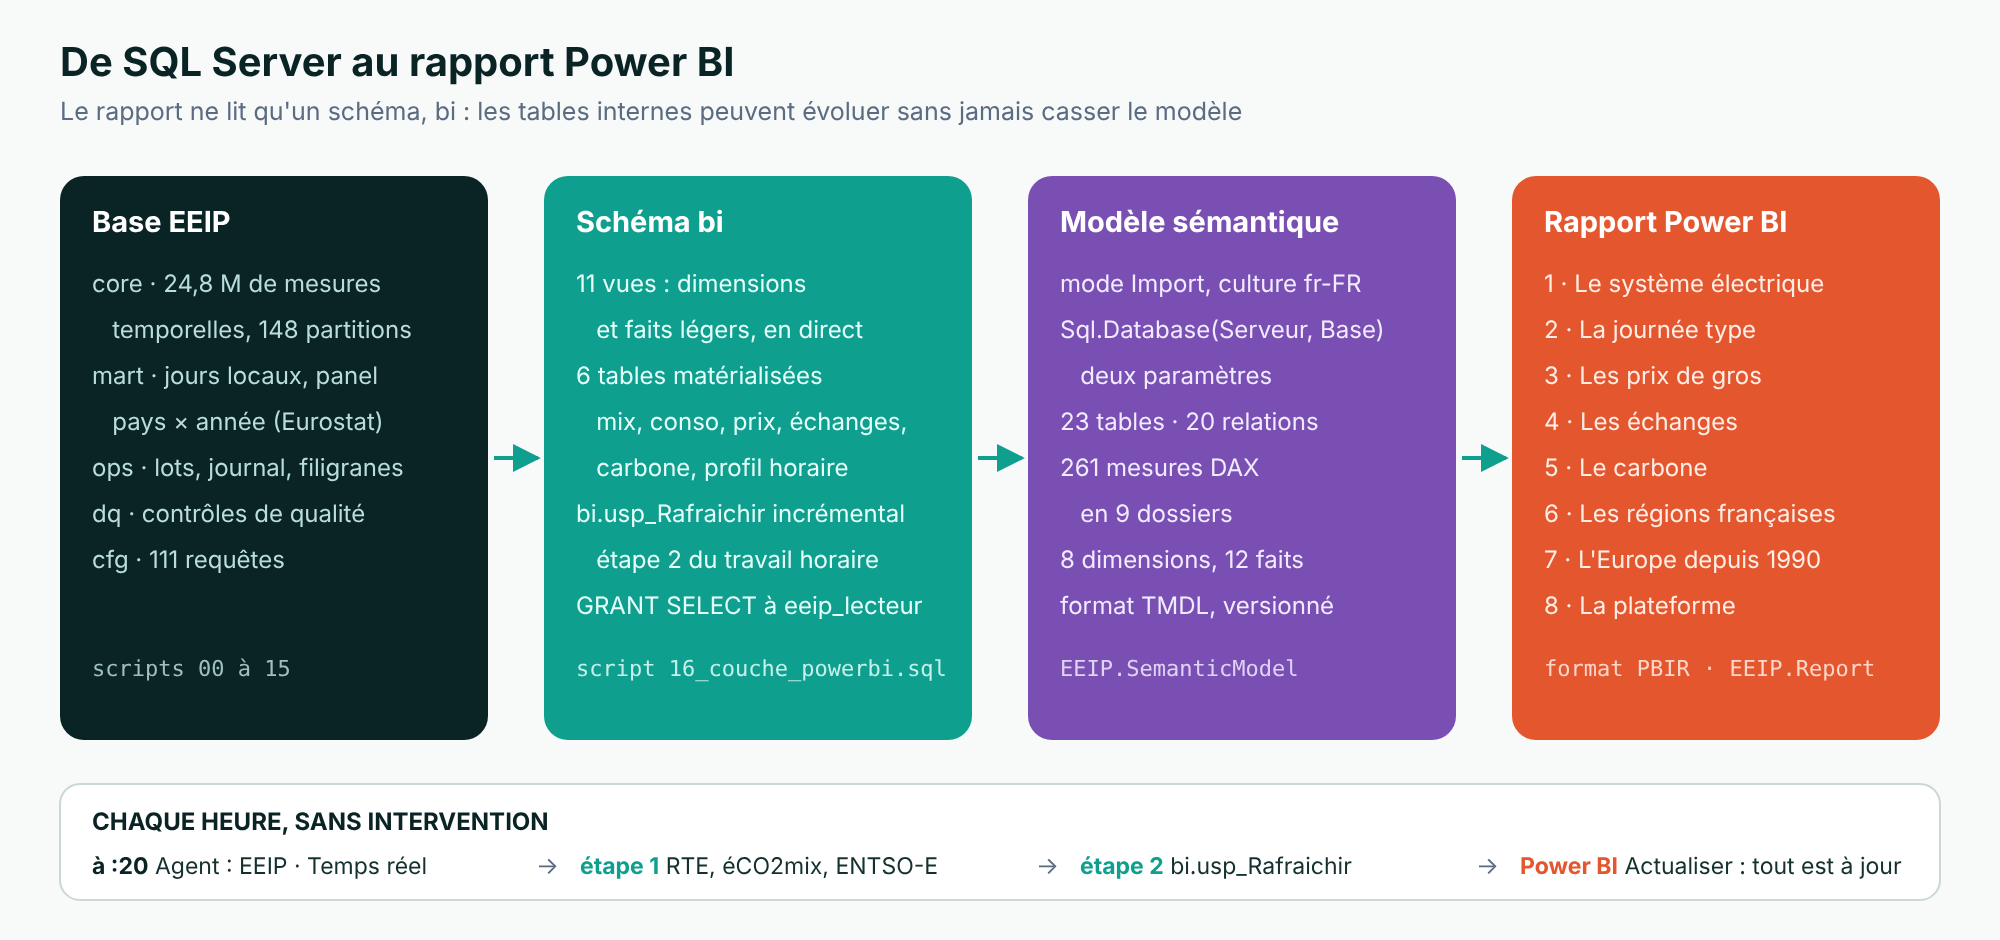 De SQL Server au rapport Power BI
Le rapport ne lit qu'un schéma, bi : les tables internes peuvent évoluer sans jamais casser le modèle
Base EEIP
core · 24,8 M de mesures
temporelles, 148 partitions
mart · jours locaux, panel
pays × année (Eurostat)
ops · lots, journal, filigranes
dq · contrôles de qualité
cfg · 111 requêtes
scripts 00 à 15
Schéma bi
11 vues : dimensions
et faits légers, en direct
6 tables matérialisées
mix, conso, prix, échanges,
carbone, profil horaire
bi.usp_Rafraichir incrémental
étape 2 du travail horaire
GRANT SELECT à eeip_lecteur
script 16_couche_powerbi.sql
Modèle sémantique
mode Import, culture fr-FR
Sql.Database(Serveur, Base)
deux paramètres
23 tables · 20 relations
261 mesures DAX
en 9 dossiers
8 dimensions, 12 faits
format TMDL, versionné
EEIP.SemanticModel
Rapport Power BI
1 · Le système électrique
2 · La journée type
3 · Les prix de gros
4 · Les échanges
5 · Le carbone
6 · Les régions françaises
7 · L'Europe depuis 1990
8 · La plateforme
format PBIR · EEIP.Report
CHAQUE HEURE, SANS INTERVENTION
à :20 Agent : EEIP · Temps réel → étape 1 RTE, éCO2mix, ENTSO-E → étape 2 bi.usp_Rafraichir → Power BI Actualiser : tout est à jour